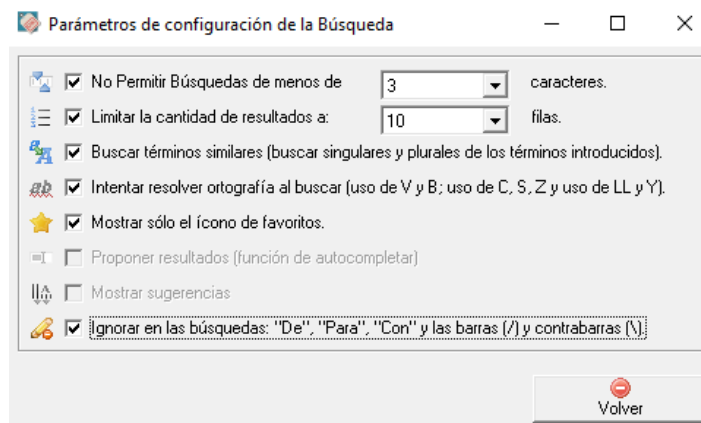 Parámetros de configuración de la Búsqueda
No Permitir Búsquedas de menos de 3 caracteres.
Limitar la cantidad de resultados a: 10 filas.
Buscar términos similares (buscar singulares y plurales de los términos introducidos).
Intentar resolver ortografía al buscar (uso de V y B; uso de C, S, Z y uso de LL y Y).
Mostrar sólo el ícono de favoritos.
Proponer resultados (función de autocompletar)
Mostrar sugerencias
Ignorar en las búsquedas: "De", "Para", "Con" y las barras (/) y contrabarras (\).
Volver